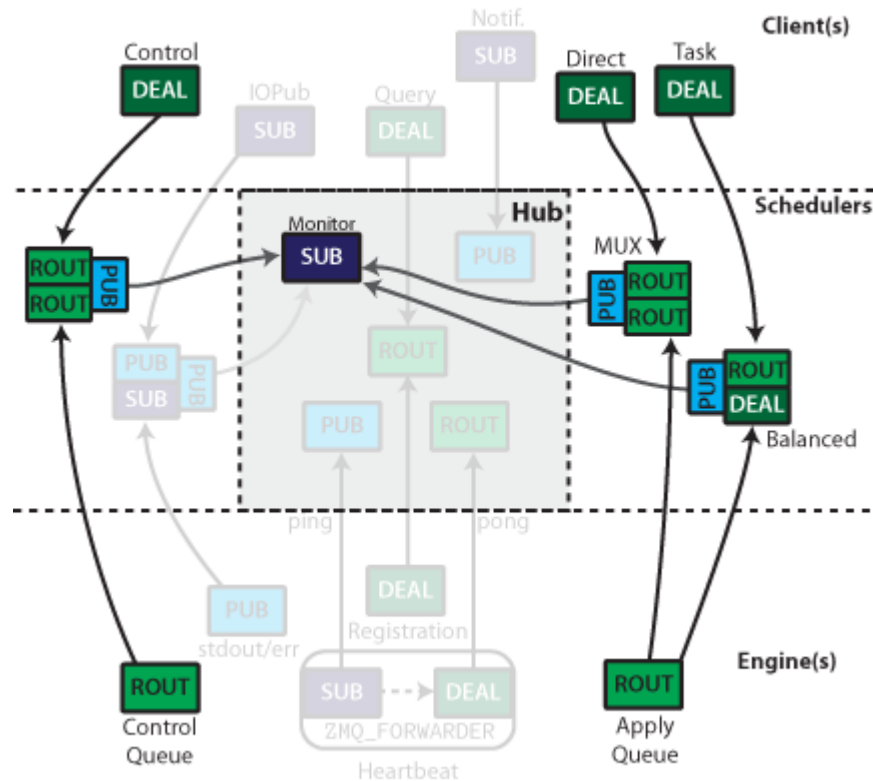 Notif.
Client(s)
Control
SUB
Direct
Task
DEAL
IOPub
Query
DEAL
DEAL
SUB
DEAL
Hub
Schedulers
Monitor
SUB
PUB
MUX
ROUT
ROUT
PUB
PUB
ROUT
ROUT
PUB
SUB
PUB
ROUT
PUB
ROUT
DEAL
Balanced
PUB
ROUT
ping
pong
DEAL
Registration
PUB
stdout/err
Engine(s)
ROUT
Control
Queue
SUB
DEAL
ZMQ_FORWARDER
Heartbeat
ROUT
Apply
Queue